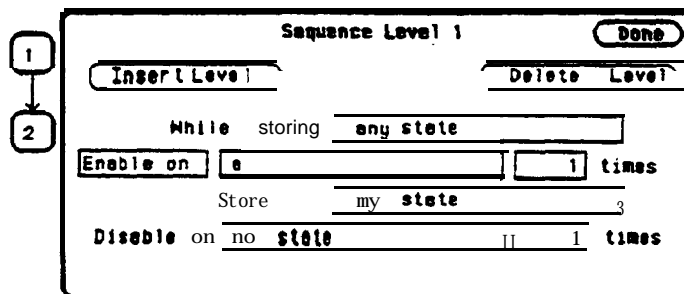 Sequence Level 1 Done
1
Insert Level Delete Level
2
While storing any state
Enable on a 1 times
Store my state 3
Disable on no state 1 times